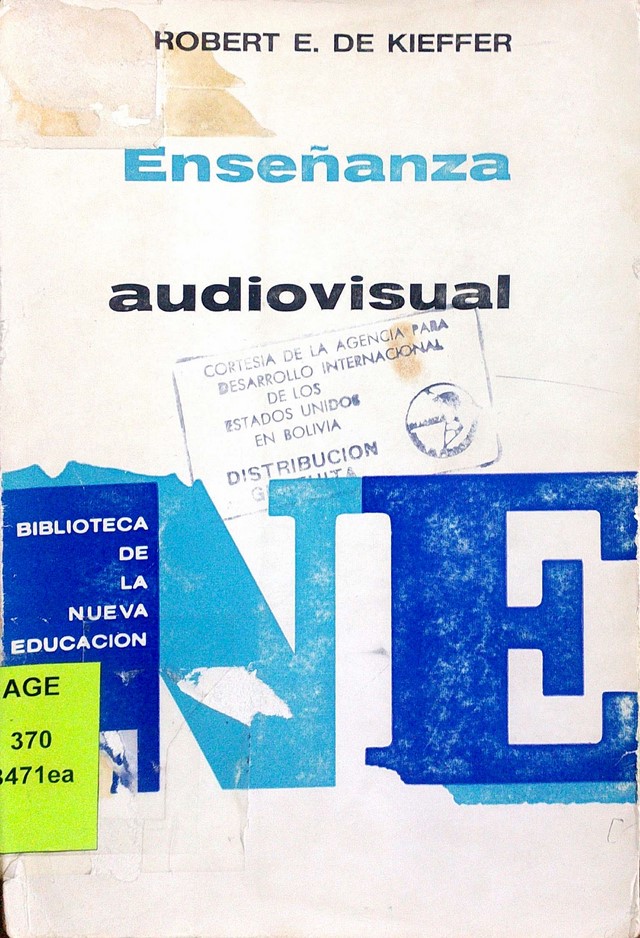 ROBERT E. DE KIEFFER
Enseñanza
audiovisual
CORTESIA DE LA AGENCIA PARA
DESARROLLO INTERNACIONAL
DE LOS
ESTADOS UNIDOS
EN BOLIVIA
DISTRIBUCION
NE
BIBLIOTECA
DE
LA
NUEVA
EDUCACION
AGE
370
3471ea